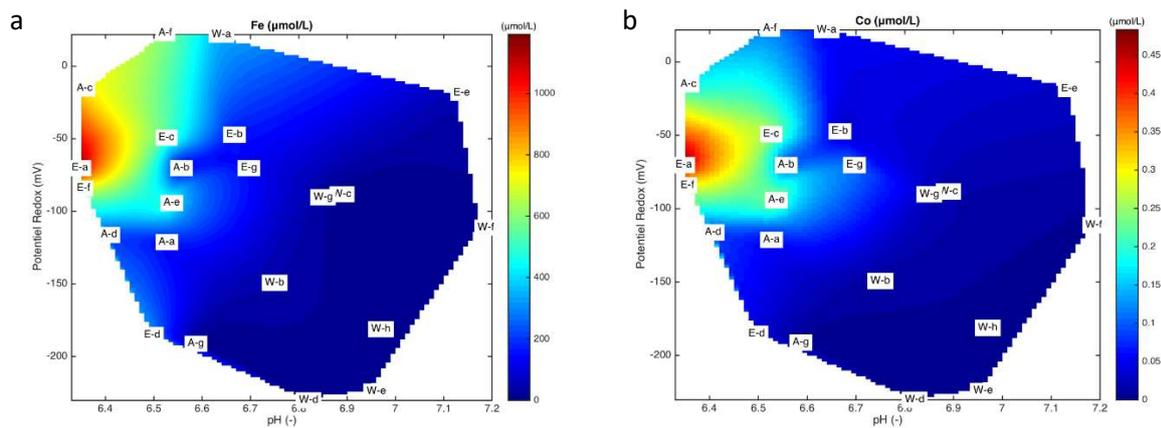 a
Fe (µmol/L)
(µmol/L)
A-f
W-a
A-c
E-e
E-c
E-b
E-a
A-b
E-g
E-f
A-e
W-g
W-c
W-f
A-d
A-a
W-b
E-d
A-g
W-h
W-e
W-d
0
-50
-100
-150
-200
Potentiel Redox (mV)
6.4
6.5
6.6
6.7
6.9
7
7.1
7.2
pH (-)
1000
800
600
400
200
0
b
Co (µmol/L)
(µmol/L)
A-f
W-a
A-c
E-e
E-c
E-b
E-a
A-b
E-g
E-f
A-e
W-g
W-c
W-f
A-d
A-a
W-b
E-d
A-g
W-h
W-e
W-d
0
-50
-100
-150
-200
Potentiel Redox (mV)
6.4
6.5
6.6
6.7
6.9
7
7.1
7.2
pH (-)
0.45
0.4
0.35
0.3
0.25
0.2
0.15
0.1
0.05
0